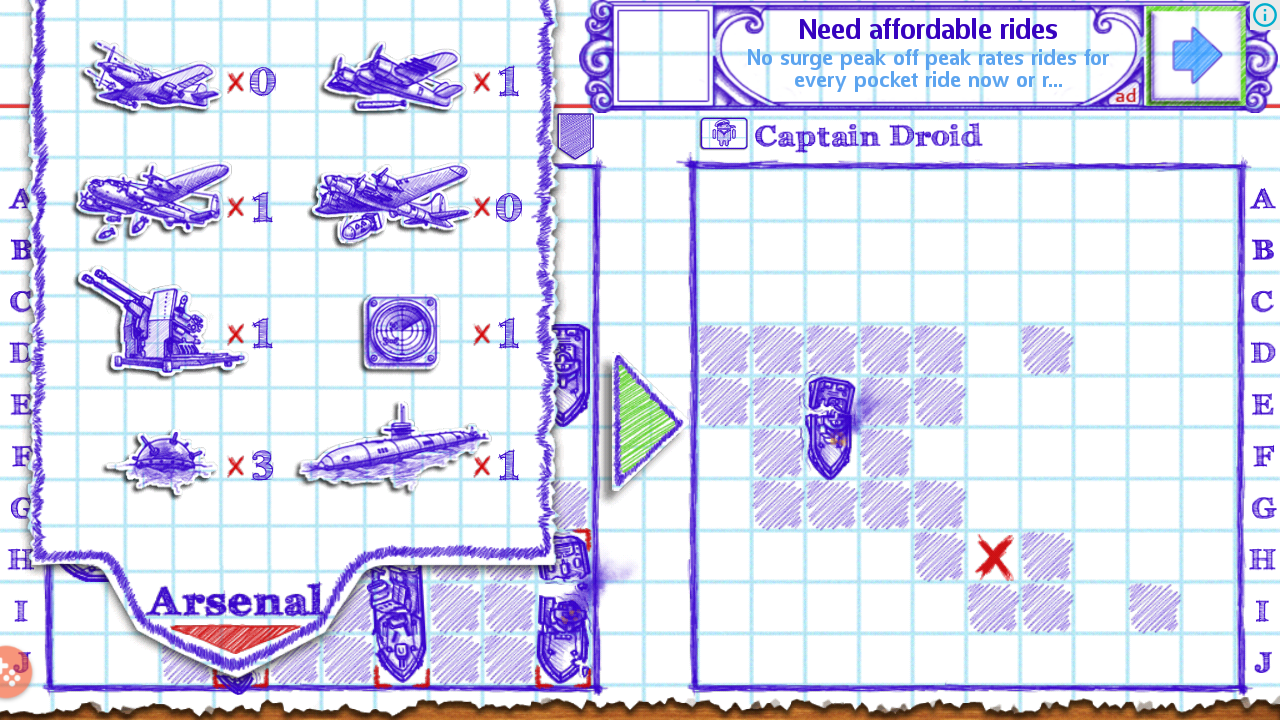 Need affordable rides
No surge peak off peak rates rides for
every pocket ride now or r...
ad
Captain Droid
×0
×1
×1
×0
×1
×1
×3
×1
Arsenal
A
B
C
D
E
F
G
H
I
J
A
B
C
D
E
F
G
H
I
J